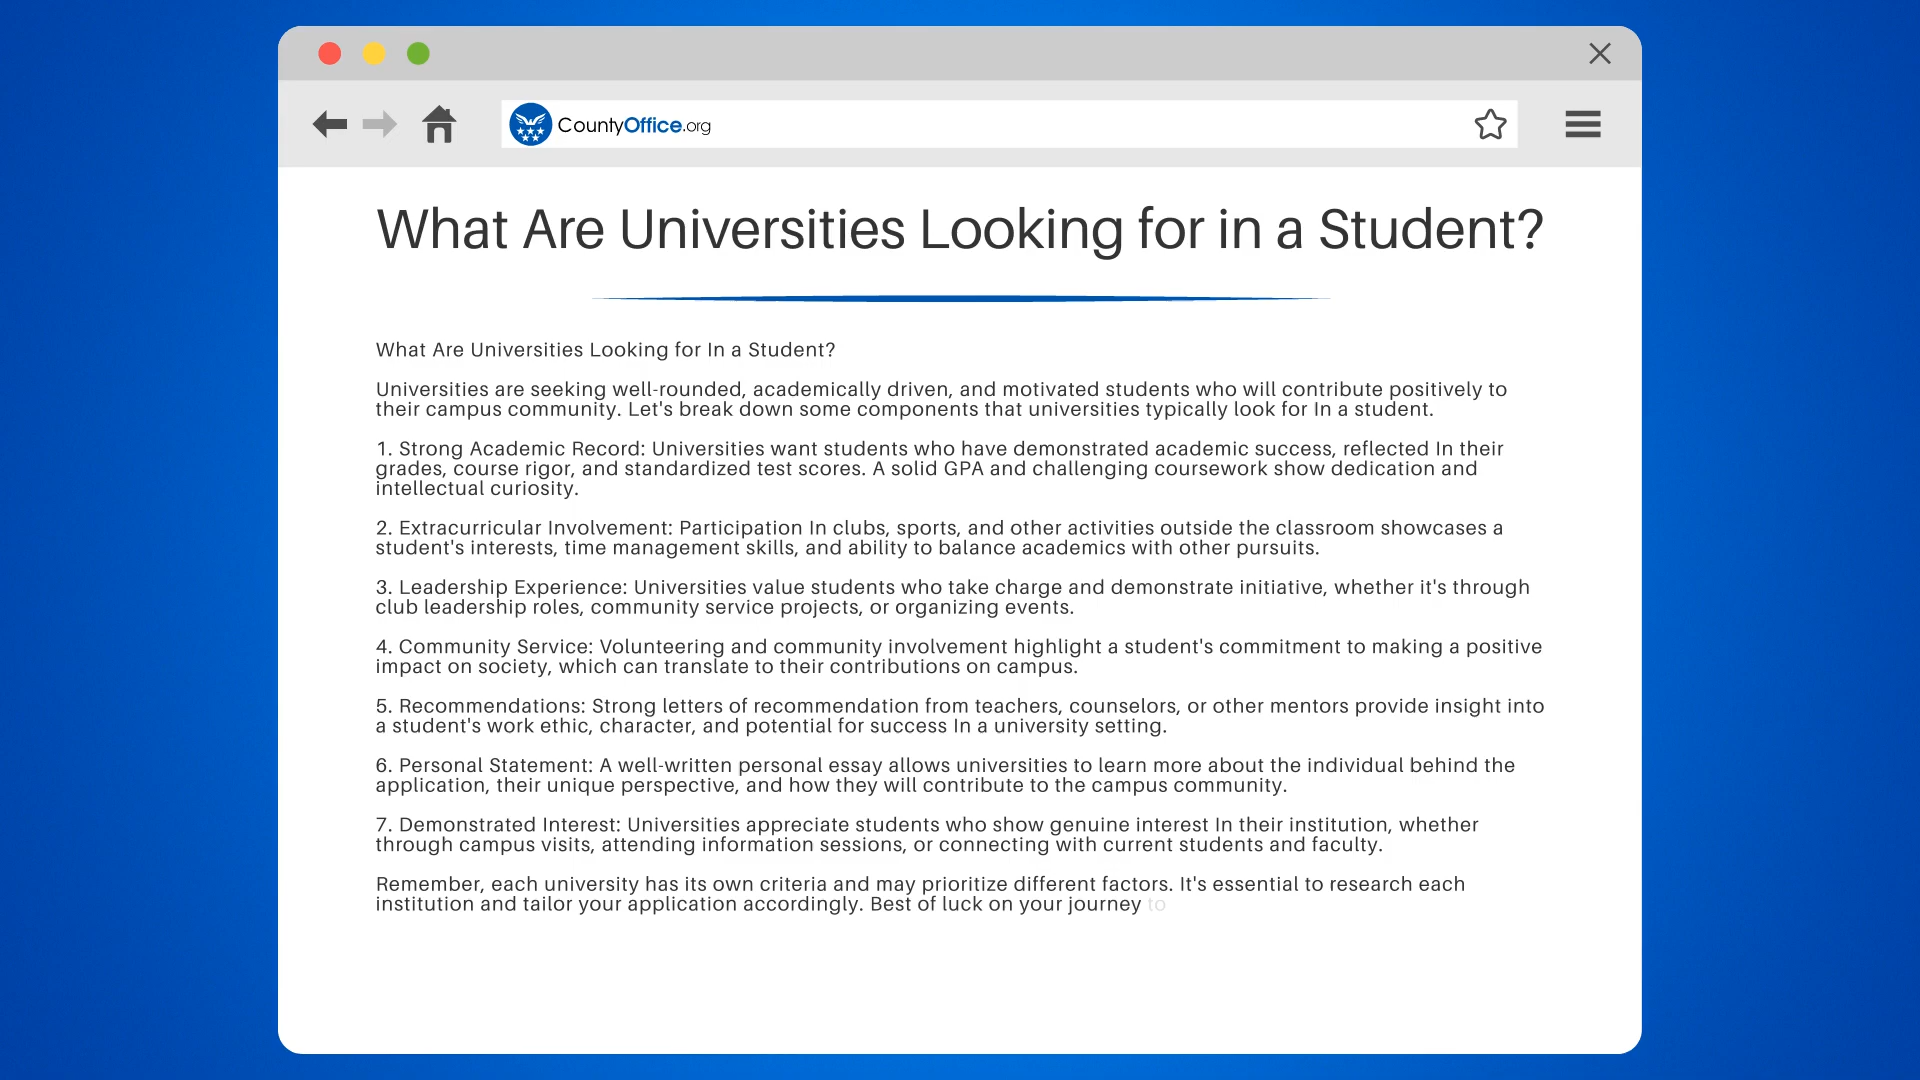 CountyOffice.org
What Are Universities Looking for in a Student?
What Are Universities Looking for In a Student?
Universities are seeking well-rounded, academically driven, and motivated students who will contribute positively to
their campus community. Let's break down some components that universities typically look for In a student.
1. Strong Academic Record: Universities want students who have demonstrated academic success, reflected In their
grades, course rigor, and standardized test scores. A solid GPA and challenging coursework show dedication and
intellectual curiosity.
2. Extracurricular Involvement: Participation In clubs, sports, and other activities outside the classroom showcases a
student's interests, time management skills, and ability to balance academics with other pursuits.
3. Leadership Experience: Universities value students who take charge and demonstrate initiative, whether it's through
club leadership roles, community service projects, or organizing events.
4. Community Service: Volunteering and community involvement highlight a student's commitment to making a positive
impact on society, which can translate to their contributions on campus.
5. Recommendations: Strong letters of recommendation from teachers, counselors, or other mentors provide insight into
a student's work ethic, character, and potential for success In a university setting.
6. Personal Statement: A well-written personal essay allows universities to learn more about the individual behind the
application, their unique perspective, and how they will contribute to the campus community.
7. Demonstrated Interest: Universities appreciate students who show genuine interest In their institution, whether
through campus visits, attending information sessions, or connecting with current students and faculty.
Remember, each university has its own criteria and may prioritize different factors. It's essential to research each
institution and tailor your application accordingly. Best of luck on your journey to